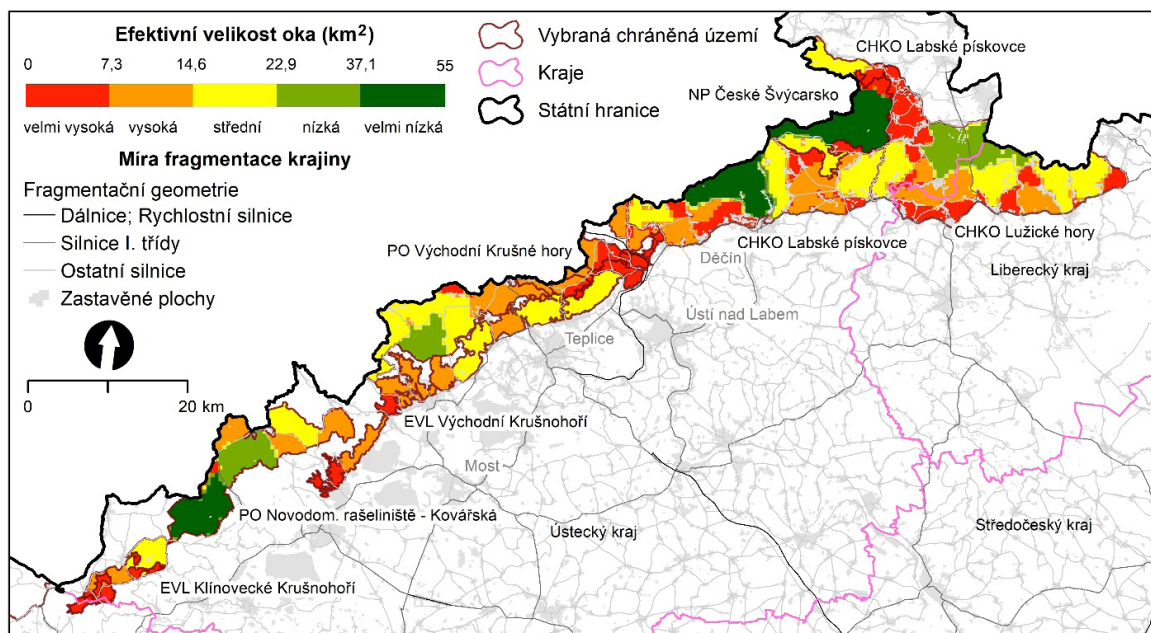 Efektivní velikost oka (km²)
0 7,3 14,6 22,9 37,1 55
velmi vysoká vysoká střední nízká velmi nízká
Míra fragmentace krajiny
Fragmentační geometrie
Dálnice; Rychlostní silnice
Silnice I. třídy
Ostatní silnice
Zastavěné plochy
0 20 km
Vybraná chráněná území
Kraje
Státní hranice
CHKO Labské pískovce
NP České Švýcarsko
PO Východní Krušné hory
CHKO Labské pískovce
CHKO Lužické hory
Děčín
Liberecký kraj
Ústí nad Labem
Teplice
EVL Východní Krušnohoří
Most
PO Novodom. rašeliniště - Kovářská
Ústecký kraj
Středočeský kraj
EVL Klínovecké Krušnohoří